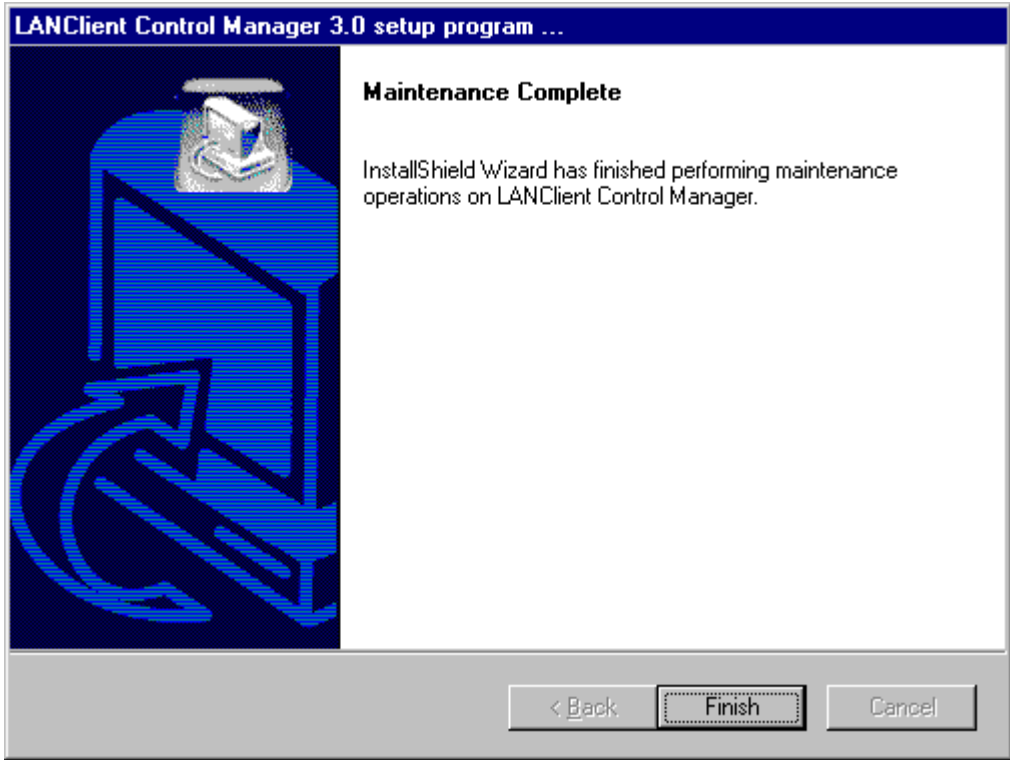 LANClient Control Manager 3.0 setup program ...
Maintenance Complete
InstallShield Wizard has finished performing maintenance
operations on LANClient Control Manager.
< Back
Finish
Cancel